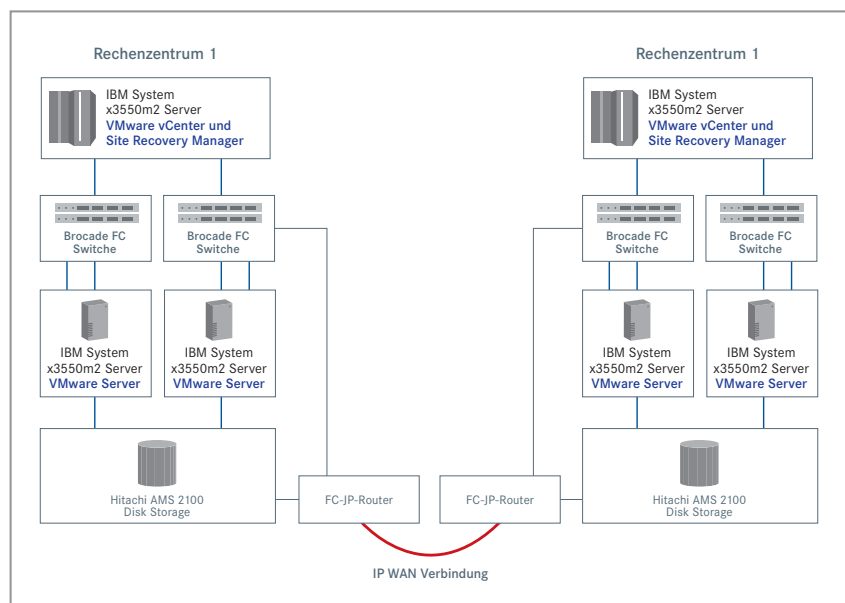 Rechenzentrum 1
IBM System
x3550m2 Server
VMware vCenter und
Site Recovery Manager
Brocade FC
Switche
Brocade FC
Switche
IBM System
x3550m2 Server
VMware Server
IBM System
x3550m2 Server
VMware Server
Hitachi AMS 2100
Disk Storage
FC-JP-Router
Rechenzentrum 1
IBM System
x3550m2 Server
VMware vCenter und
Site Recovery Manager
Brocade FC
Switche
Brocade FC
Switche
IBM System
x3550m2 Server
VMware Server
IBM System
x3550m2 Server
VMware Server
FC-JP-Router
Hitachi AMS 2100
Disk Storage
IP WAN Verbindung